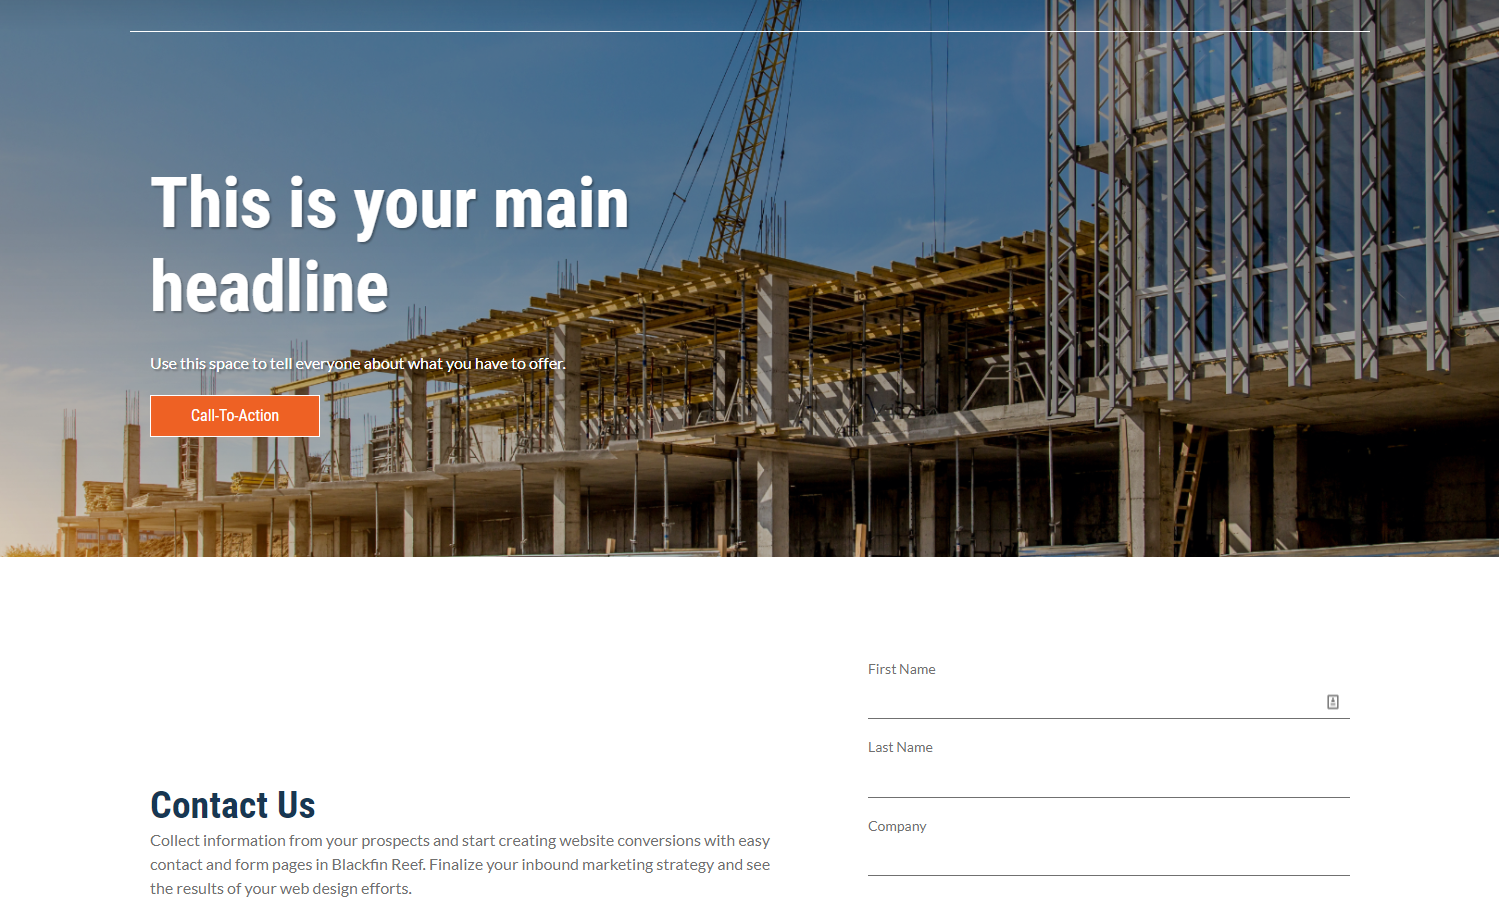 This is your main
headline
Use this space to tell everyone about what you have to offer.
Call-To-Action
First Name
Last Name
Company
Contact Us
Collect information from your prospects and start creating website conversions with easy
contact and form pages in Blackfin Reef. Finalize your inbound marketing strategy and see
the results of your web design efforts.